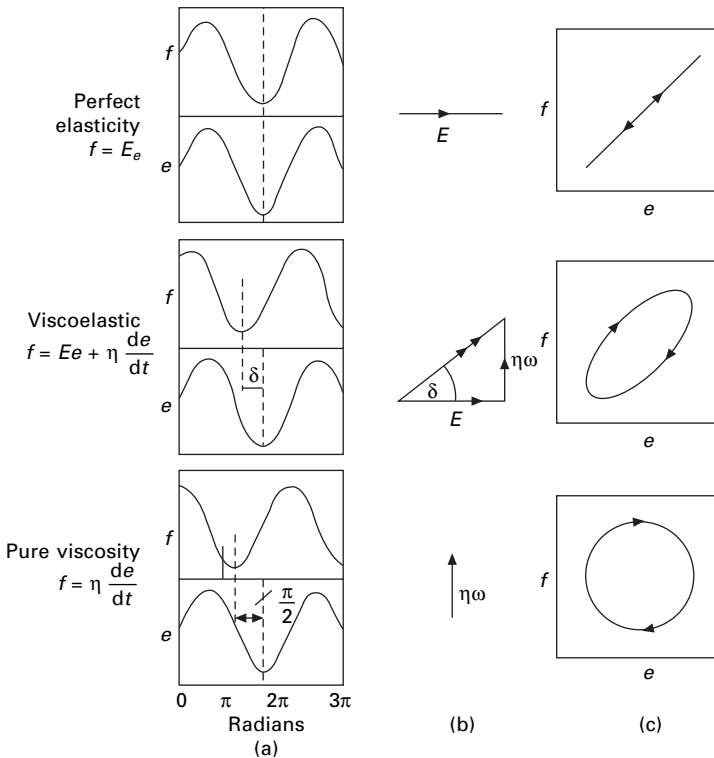 f
Perfect
elasticity
f = E_e
e
E
f
e
Viscoelastic
f = Ee + η de/dt
f
e
δ
δ
E
ηω
f
e
Pure viscosity
f = η de/dt
f
e
π/2
ηω
f
e
0 π 2π 3π
Radians
(a) (b) (c)